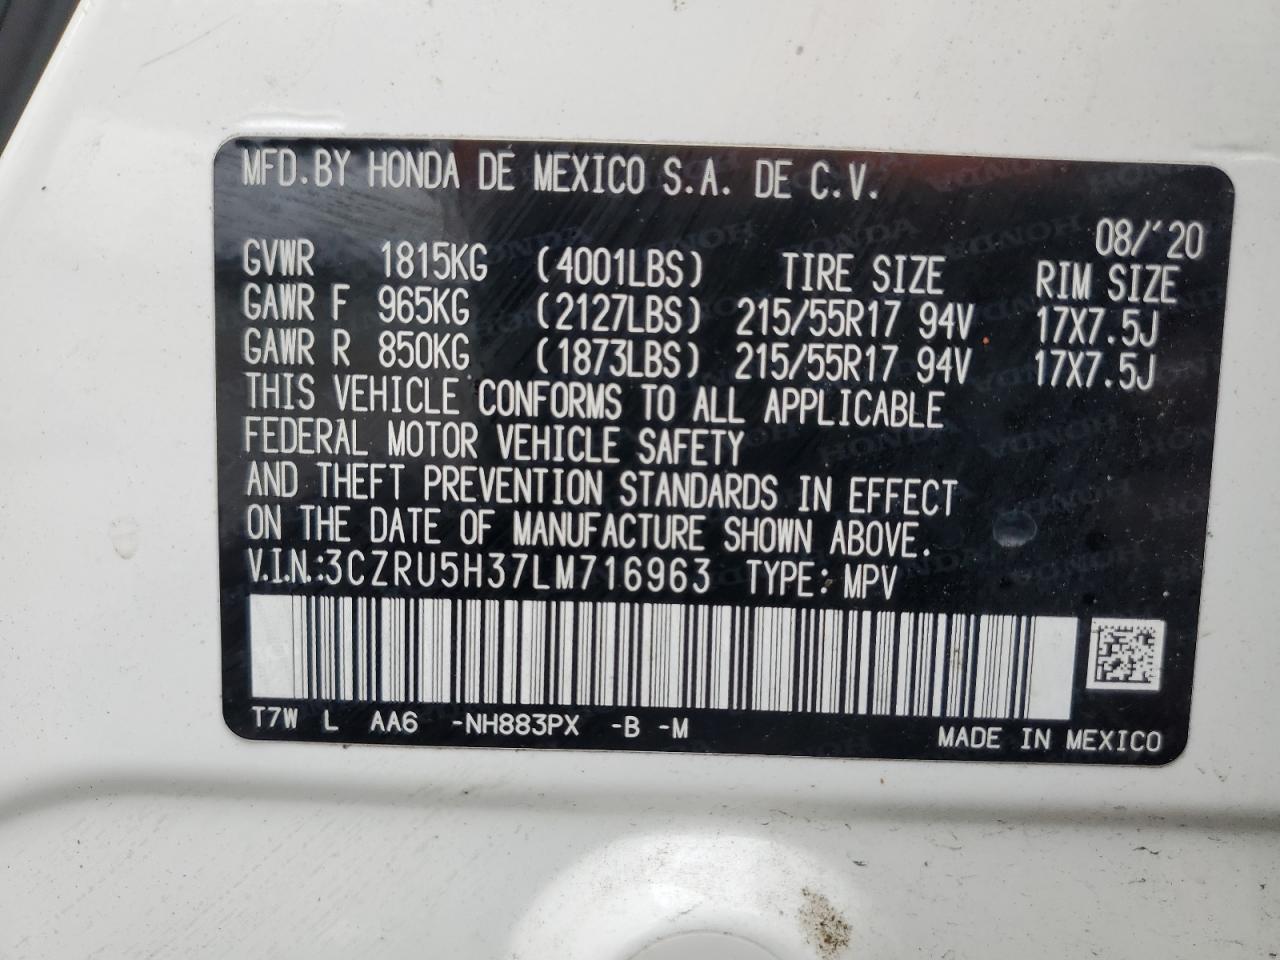 MFD.BY HONDA DE MEXICO S.A. DE C.V.
08/'20
GVWR 1815KG (4001LBS) TIRE SIZE RIM SIZE
GAWR F 965KG (2127LBS) 215/55R17 94V 17X7.5J
GAWR R 850KG (1873LBS) 215/55R17 94V 17X7.5J
THIS VEHICLE CONFORMS TO ALL APPLICABLE
FEDERAL MOTOR VEHICLE SAFETY
AND THEFT PREVENTION STANDARDS IN EFFECT
ON THE DATE OF MANUFACTURE SHOWN ABOVE.
V.I.N.:3CZRU5H37LM716963 TYPE: MPV
T7W L AA6 -NH883PX -B -M
MADE IN MEXICO